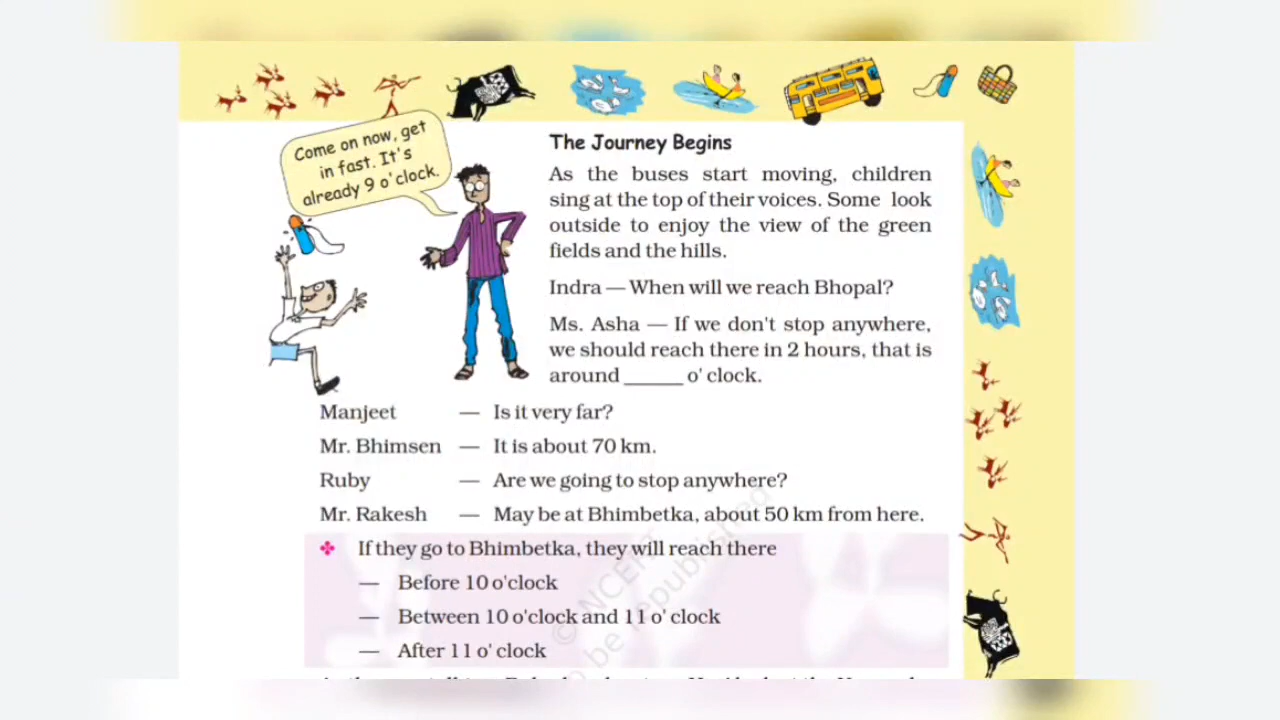 Come on now, get
in fast. It's
already 9 o'clock.
The Journey Begins
As the buses start moving, children
sing at the top of their voices. Some look
outside to enjoy the view of the green
fields and the hills.
Indra — When will we reach Bhopal?
Ms. Asha — If we don't stop anywhere,
we should reach there in 2 hours, that is
around ______ o' clock.
Manjeet — Is it very far?
Mr. Bhimsen — It is about 70 km.
Ruby — Are we going to stop anywhere?
Mr. Rakesh — May be at Bhimbetka, about 50 km from here.
❖ If they go to Bhimbetka, they will reach there
— Before 10 o'clock
— Between 10 o'clock and 11 o' clock
— After 11 o' clock
© NCERT
to be republished